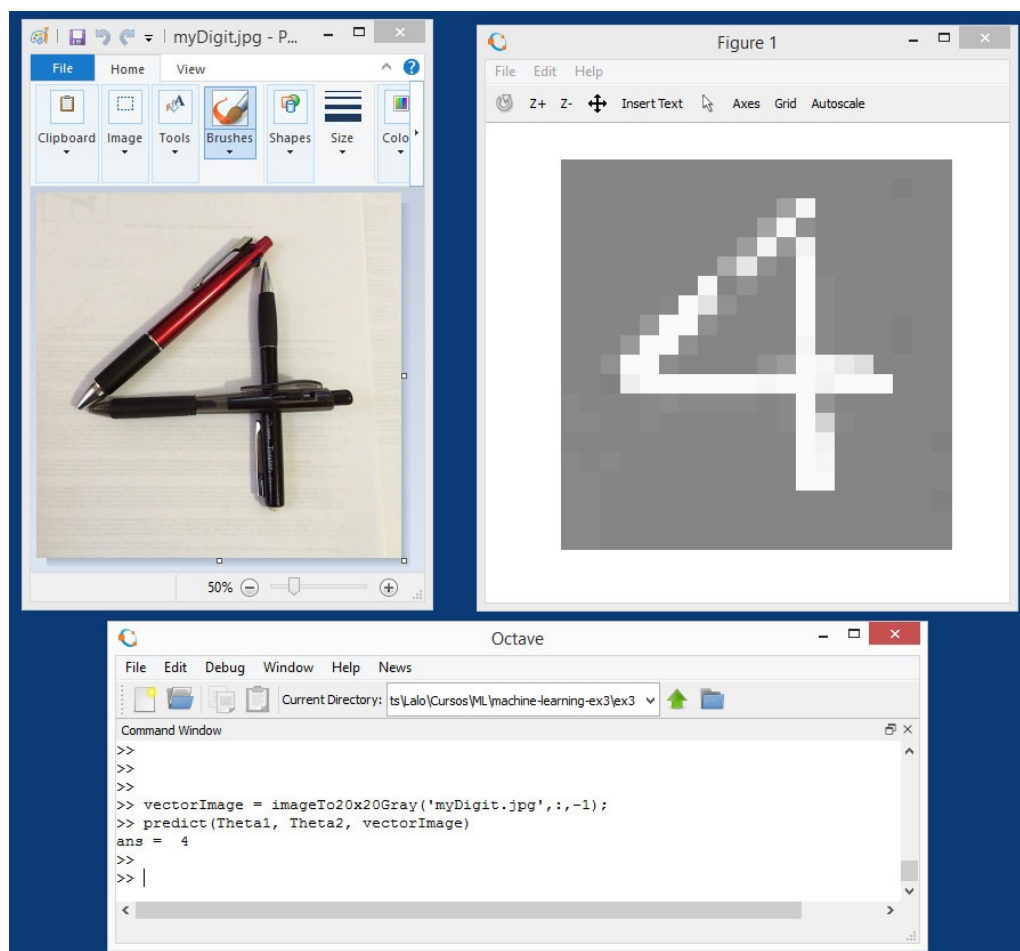 myDigit.jpg - P...
File Home View
Clipboard Image Tools Brushes Shapes Size Colo
50%
Figure 1
File Edit Help
Z+ Z- Insert Text Axes Grid Autoscale
Octave
File Edit Debug Window Help News
Current Directory: ts\Lalo\Cursos\ML\machine-learning-ex3\ex3
Command Window
>>
>>
>>
>> vectorImage = imageTo20x20Gray('myDigit.jpg',:,-1);
>> predict(Theta1, Theta2, vectorImage)
ans =  4
>>
>>